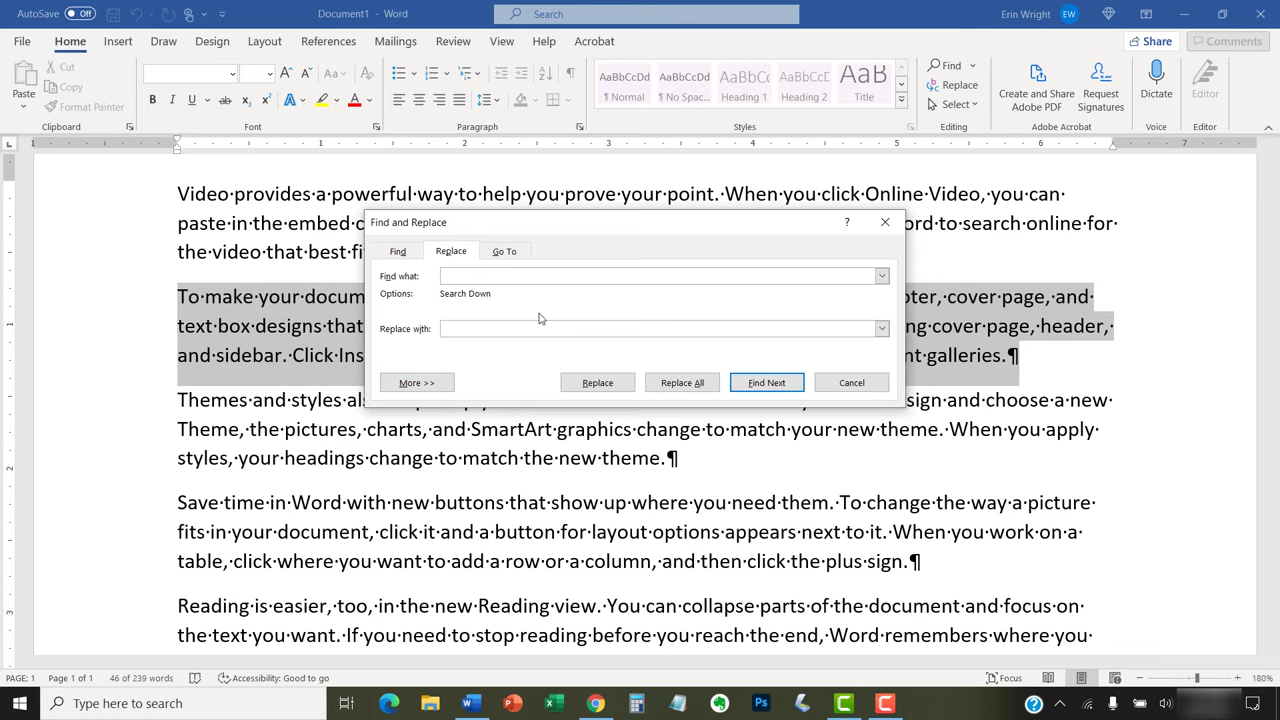 AutoSave Off Document1 - Word Search Erin Wright EW
File Home Insert Draw Design Layout References Mailings Review View Help Acrobat Share Comments
Paste Cut Copy Format Painter
Clipboard
B I U ab x2 x2 A A Aa
Font
Paragraph
AaBbCcDd AaBbCcDd AaBbCc AaBbCcD AaB
¶ Normal ¶ No Spac... Heading 1 Heading 2 Title
Styles
Find
Replace
Select
Editing
Create and Share Adobe PDF
Request Signatures
Adobe Acrobat
Dictate
Voice
Editor
Editor
1 1 2 3 4 5 6 7
Video·provides·a·powerful·way·to·help·you·prove·your·point.·When·you·click·Online·Video,·you·can·
paste·in·the·embed·c ord·to·search·online·for·
the·video·that·best·fi
Find and Replace ?
Find Replace Go To
Find what:
Options: Search Down
Replace with:
More >> Replace Replace All Find Next Cancel
To·make·your·docum oter,·cover·page,·and·
text·box·designs·that ng·cover·page,·header,·
and·sidebar.·Click·Ins nt·galleries.¶
Themes·and·styles·al sign·and·choose·a·new·
Theme,·the·pictures,·charts,·and·SmartArt·graphics·change·to·match·your·new·theme.·When·you·apply·
styles,·your·headings·change·to·match·the·new·theme.¶
Save·time·in·Word·with·new·buttons·that·show·up·where·you·need·them.·To·change·the·way·a·picture·
fits·in·your·document,·click·it·and·a·button·for·layout·options·appears·next·to·it.·When·you·work·on·a·
table,·click·where·you·want·to·add·a·row·or·a·column,·and·then·click·the·plus·sign.¶
Reading·is·easier,·too,·in·the·new·Reading·view.·You·can·collapse·parts·of·the·document·and·focus·on·
the·text·you·want.·If·you·need·to·stop·reading·before·you·reach·the·end,·Word·remembers·where·you·
PAGE: 1 Page 1 of 1 46 of 239 words Accessibility: Good to go Focus 180%
Type here to search